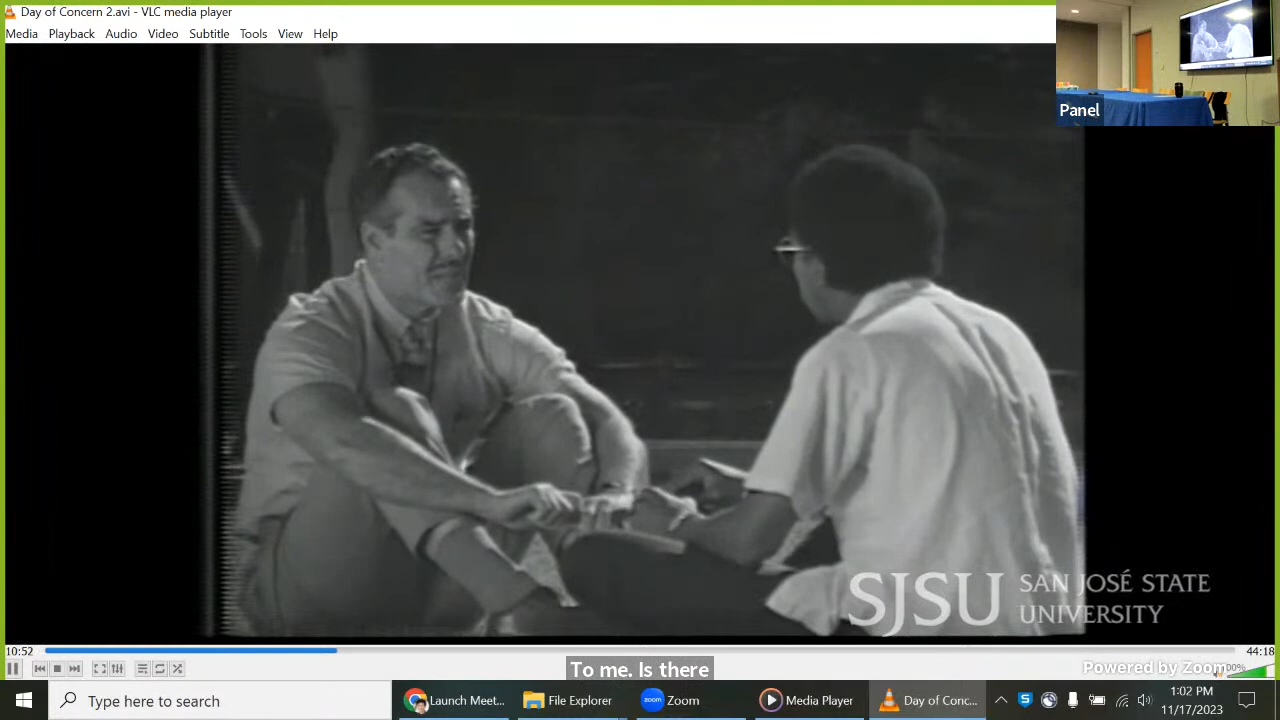 Day of Concern 2.avi - VLC media player
Media Playback Audio Video Subtitle Tools View Help
Panel
SJSU SAN JOSÉ STATE
UNIVERSITY
10:52
44:18
To me. Is there
Powered by Zoom
Type here to search
Launch Meet...
File Explorer
Zoom
Media Player
Day of Conc...
1:02 PM
11/17/2023